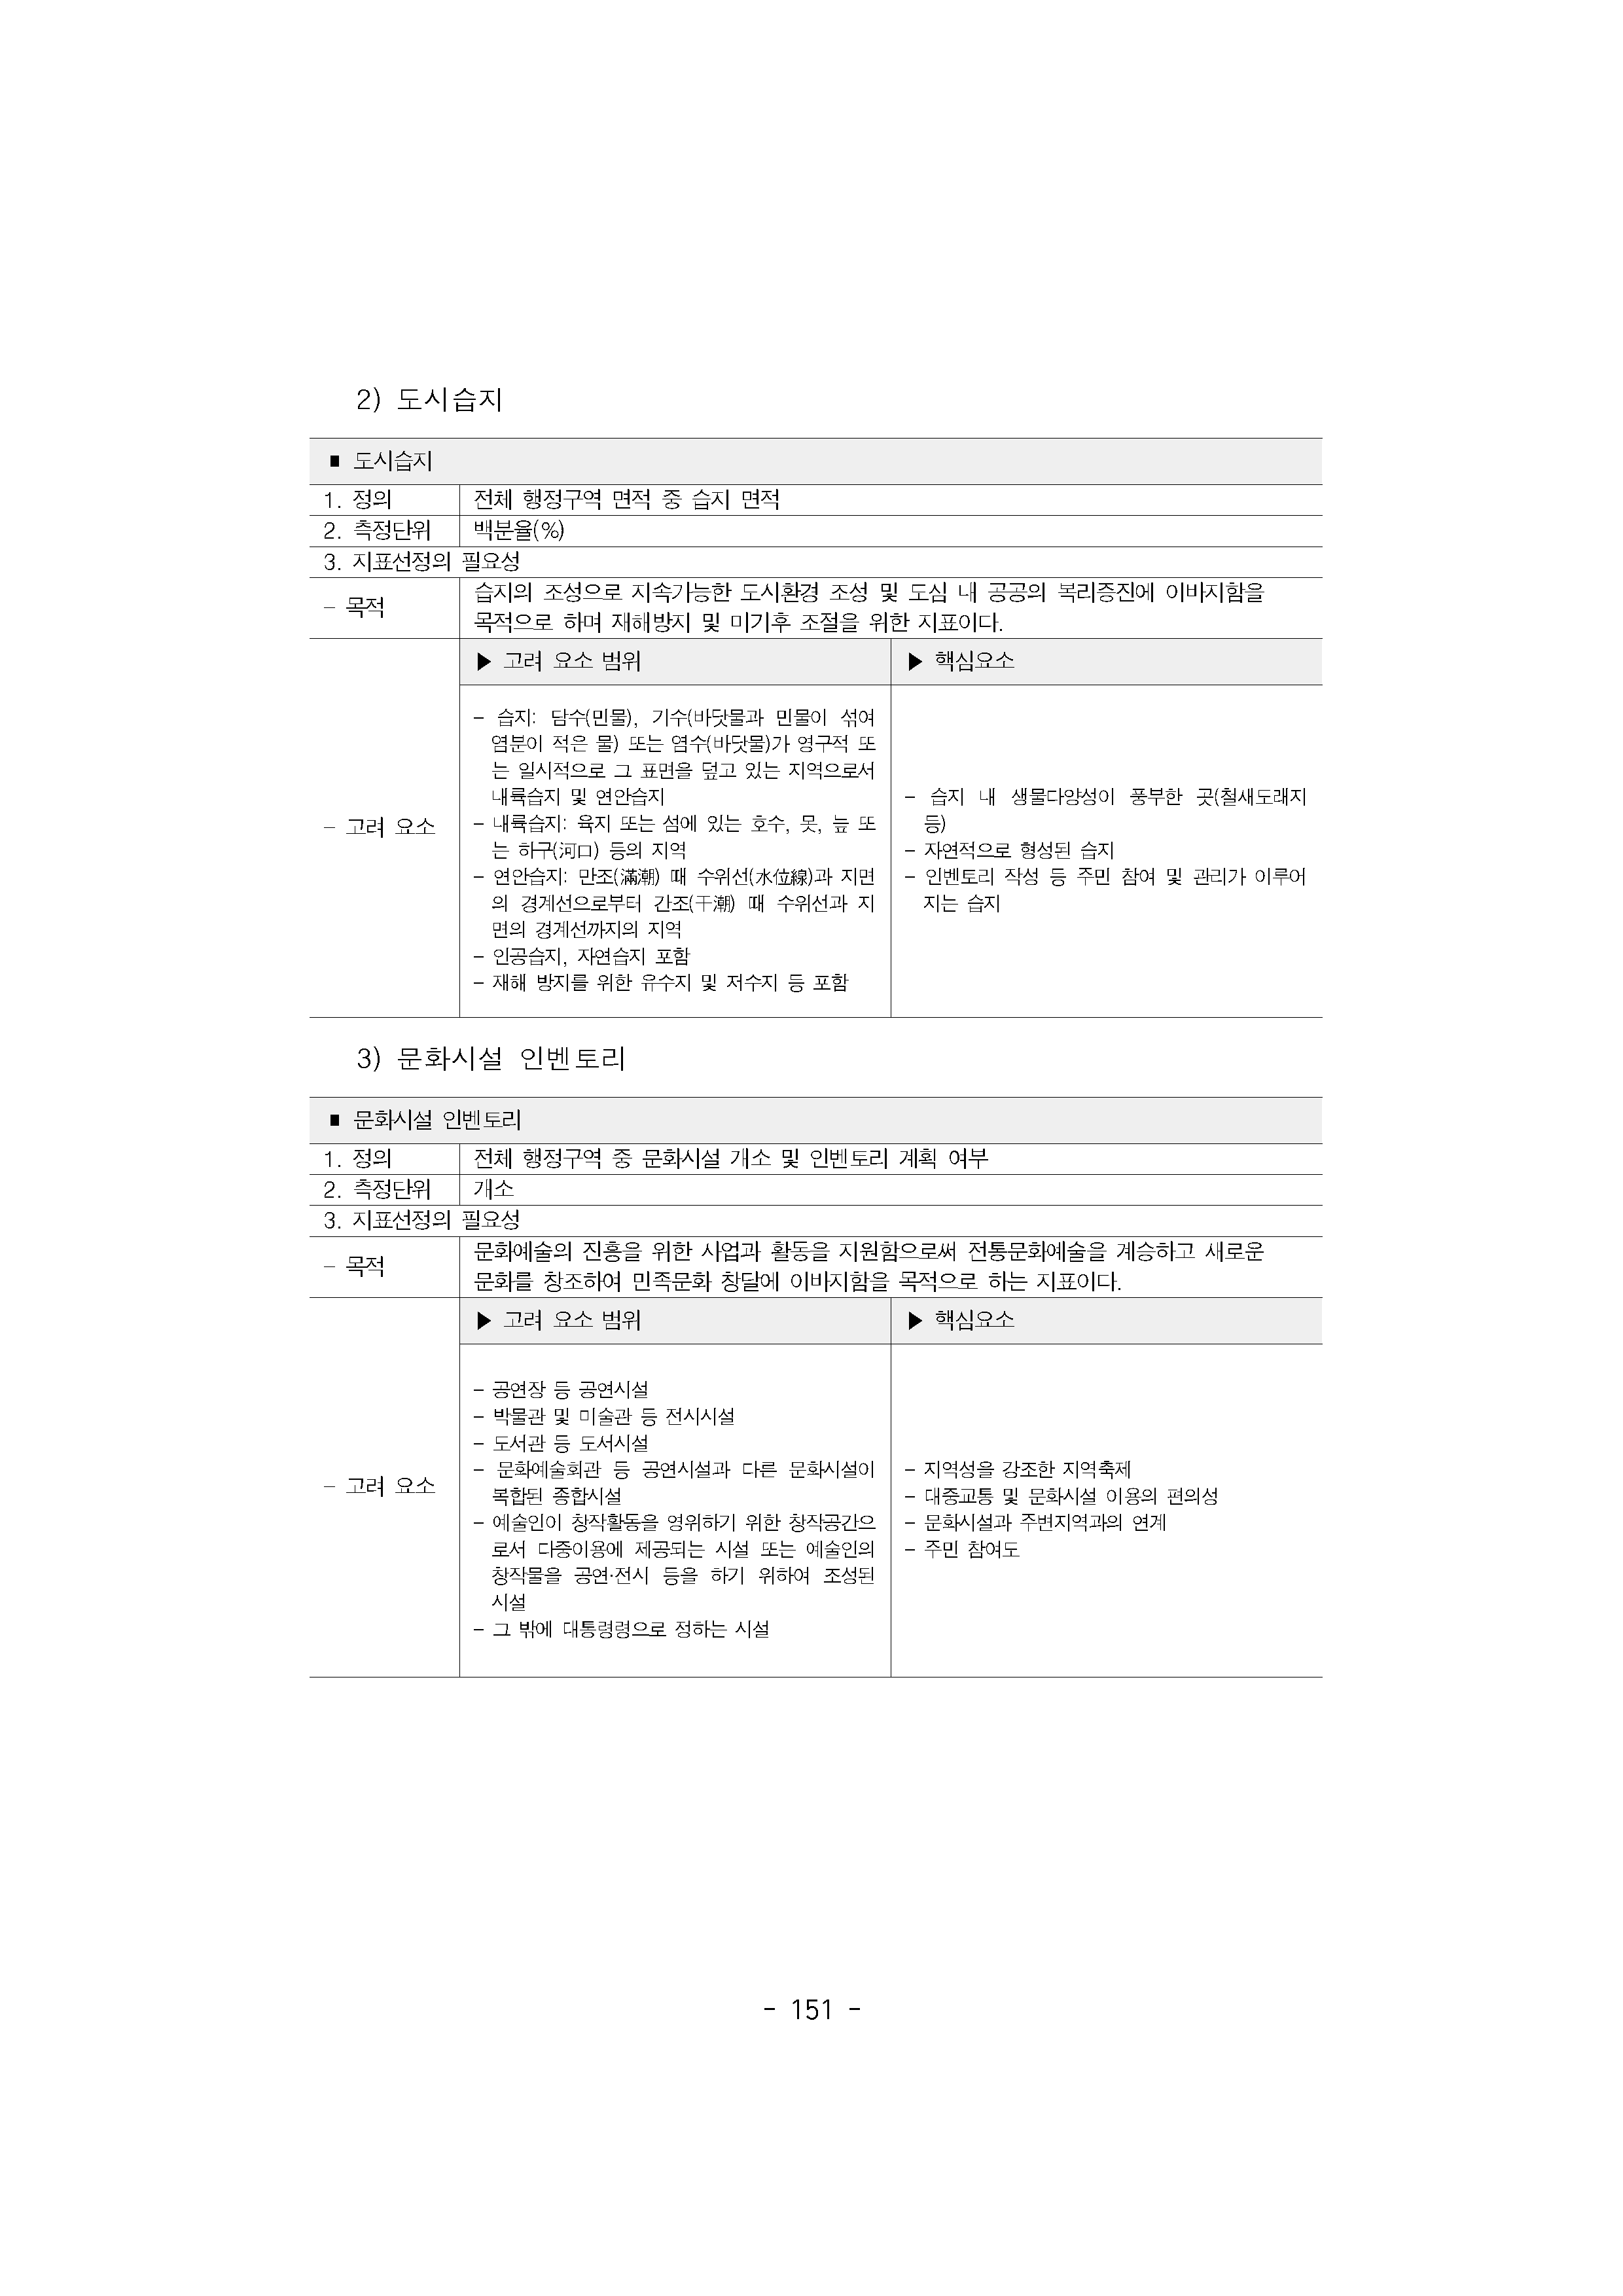 2) 도시습지
■ 도시습지
1. 정의 전체 행정구역 면적 중 습지 면적
2. 측정단위 백분율(%)
3. 지표선정의 필요성
- 목적
습지의 조성으로 지속가능한 도시환경 조성 및 도심 내 공공의 복리증진에 이바지함을
목적으로 하며 재해방지 및 미기후 조절을 위한 지표이다.
- 고려 요소
▶ 고려 요소 범위
- 습지: 담수(민물), 기수(바닷물과 민물이 섞여
염분이 적은 물) 또는 염수(바닷물)가 영구적 또
는 일시적으로 그 표면을 덮고 있는 지역으로서
내륙습지 및 연안습지
- 내륙습지: 육지 또는 섬에 있는 호수, 못, 늪 또
는 하구(河口) 등의 지역
- 연안습지: 만조(滿潮) 때 수위선(水位線)과 지면
의 경계선으로부터 간조(干潮) 때 수위선과 지
면의 경계선까지의 지역
- 인공습지, 자연습지 포함
- 재해 방지를 위한 유수지 및 저수지 등 포함
▶ 핵심요소
- 습지 내 생물다양성이 풍부한 곳(철새도래지
등)
- 자연적으로 형성된 습지
- 인벤토리 작성 등 주민 참여 및 관리가 이루어
지는 습지
3) 문화시설 인벤토리
■ 문화시설 인벤토리
1. 정의 전체 행정구역 중 문화시설 개소 및 인벤토리 계획 여부
2. 측정단위 개소
3. 지표선정의 필요성
- 목적
문화예술의 진흥을 위한 사업과 활동을 지원함으로써 전통문화예술을 계승하고 새로운
문화를 창조하여 민족문화 창달에 이바지함을 목적으로 하는 지표이다.
- 고려 요소
▶ 고려 요소 범위
- 공연장 등 공연시설
- 박물관 및 미술관 등 전시시설
- 도서관 등 도서시설
- 문화예술회관 등 공연시설과 다른 문화시설이
복합된 종합시설
- 예술인이 창작활동을 영위하기 위한 창작공간으
로서 다중이용에 제공되는 시설 또는 예술인의
창작물을 공연·전시 등을 하기 위하여 조성된
시설
- 그 밖에 대통령령으로 정하는 시설
▶ 핵심요소
- 지역성을 강조한 지역축제
- 대중교통 및 문화시설 이용의 편의성
- 문화시설과 주변지역과의 연계
- 주민 참여도
- 151 -